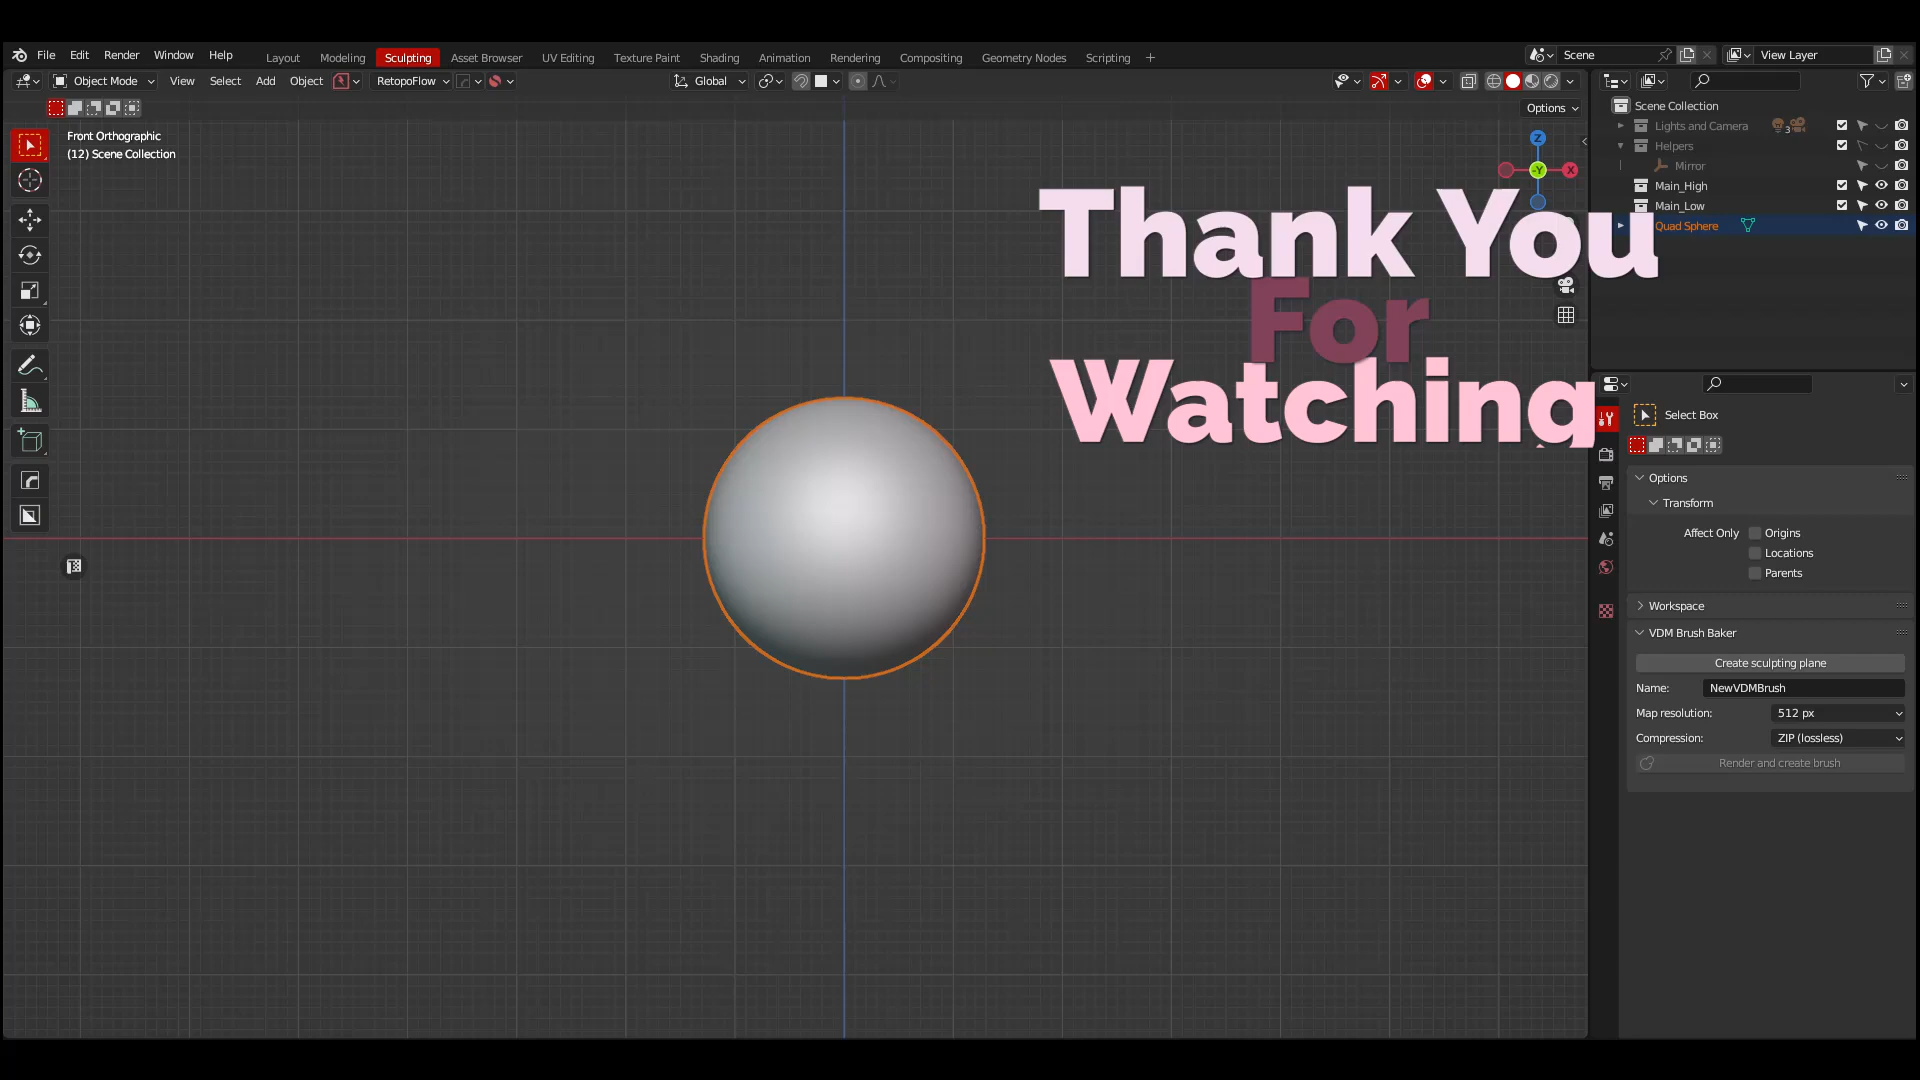 File Edit Render Window Help Layout Modeling Sculpting Asset Browser UV Editing Texture Paint Shading Animation Rendering Compositing Geometry Nodes Scripting + Scene View Layer
Object Mode View Select Add Object RetopoFlow Global
Options
Front Orthographic
(12) Scene Collection
Z
-Y
X
Thank You
For
Watching
Scene Collection
Lights and Camera 3
Helpers
Mirror
Main_High
Main_Low
Quad Sphere
Select Box
Options
Transform
Affect Only Origins
Locations
Parents
Workspace
VDM Brush Baker
Create sculpting plane
Name: NewVDMBrush
Map resolution: 512 px
Compression: ZIP (lossless)
Render and create brush